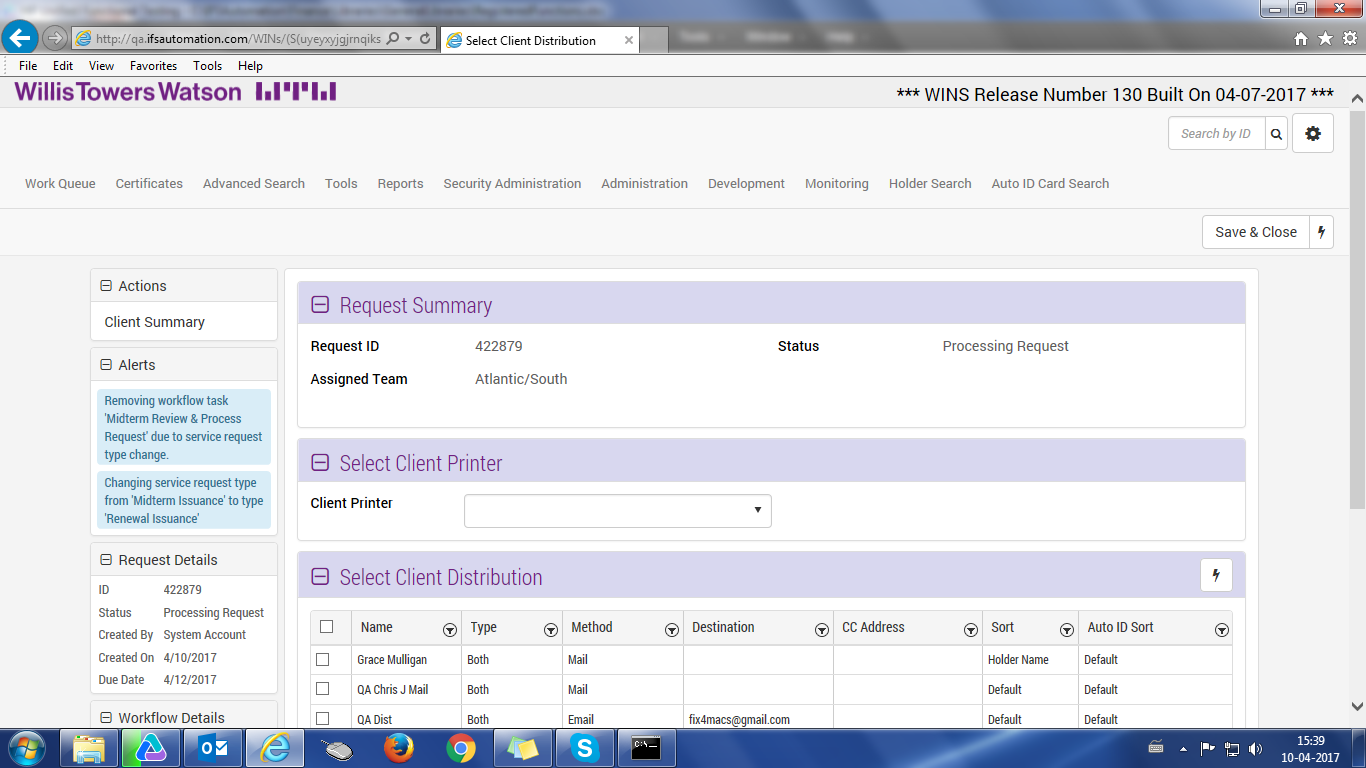 http://qa.ifsautomation.com/WINs/(S(uyeyxyjgjrnqiks
Select Client Distribution
File Edit View Favorites Tools Help
WillisTowersWatson
*** WINS Release Number 130 Built On 04-07-2017 ***
Search by ID
Work Queue Certificates Advanced Search Tools Reports Security Administration Administration Development Monitoring Holder Search Auto ID Card Search
Save & Close
Actions
Client Summary
Alerts
Removing workflow task
'Midterm Review & Process
Request' due to service request
type change.
Changing service request type
from 'Midterm Issuance' to type
'Renewal Issuance'
Request Details
ID 422879
Status Processing Request
Created By System Account
Created On 4/10/2017
Due Date 4/12/2017
Workflow Details
Request Summary
Request ID 422879 Status Processing Request
Assigned Team Atlantic/South
Select Client Printer
Client Printer
Select Client Distribution
Name Type Method Destination CC Address Sort Auto ID Sort
Grace Mulligan Both Mail Holder Name Default
QA Chris J Mail Both Mail Default Default
QA Dist Both Email fix4macs@gmail.com Default Default
15:39
10-04-2017